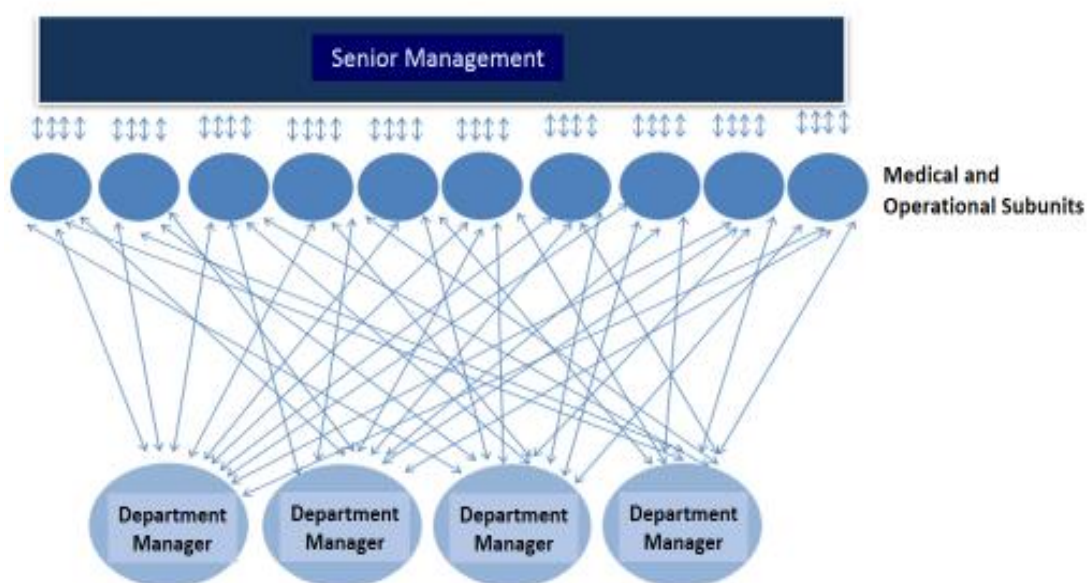 Senior Management
Medical and
Operational Subunits
Department
Manager
Department
Manager
Department
Manager
Department
Manager